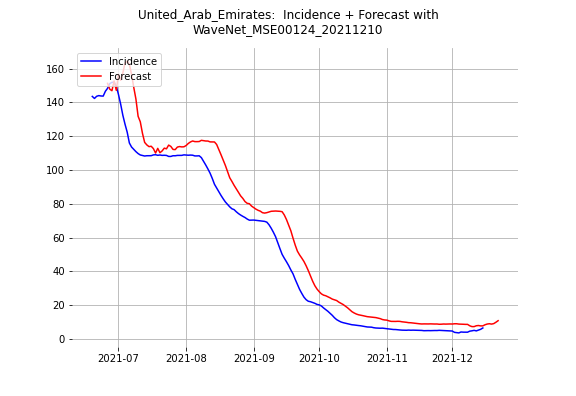 United_Arab_Emirates:  Incidence + Forecast with
WaveNet_MSE00124_20211210
Incidence
Forecast
160
140
120
100
80
60
40
20
0
2021-07 2021-08 2021-09 2021-10 2021-11 2021-12